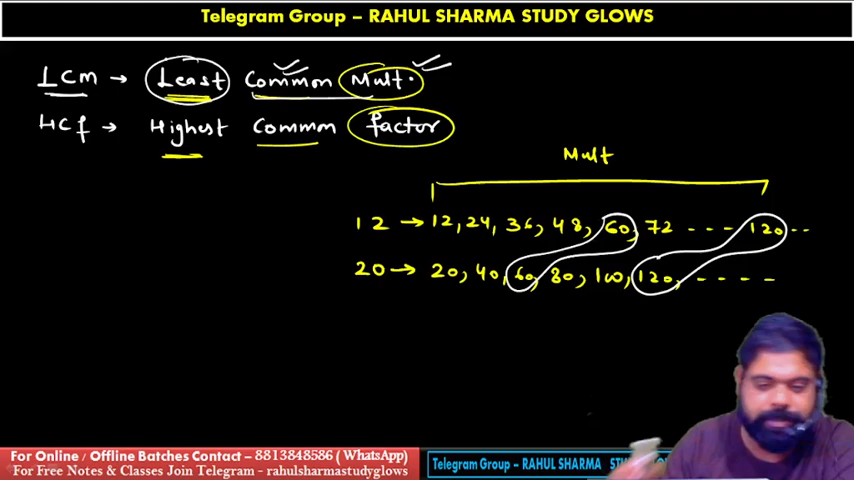 Telegram Group – RAHUL SHARMA STUDY GLOWS
LCM → Least Common Mult.
HCf → Highest Common factor
Mult
12 → 12, 24, 36, 48, 60, 72 ---- 120 --
20 → 20, 40, 60, 80, 100, 120, - - - -
For Online / Offline Batches Contact – 8813848586 ( WhatsApp)
For Free Notes & Classes Join Telegram - rahulsharmastudyglows
Telegram Group – RAHUL SHARMA